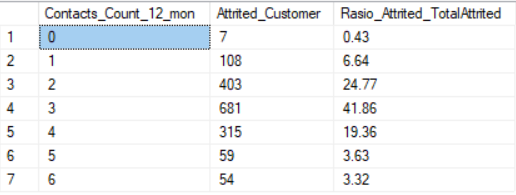 Contacts_Count_12_mon Attrited_Customer Rasio_Attrited_TotalAttrited
1 0 7 0.43
2 1 108 6.64
3 2 403 24.77
4 3 681 41.86
5 4 315 19.36
6 5 59 3.63
7 6 54 3.32